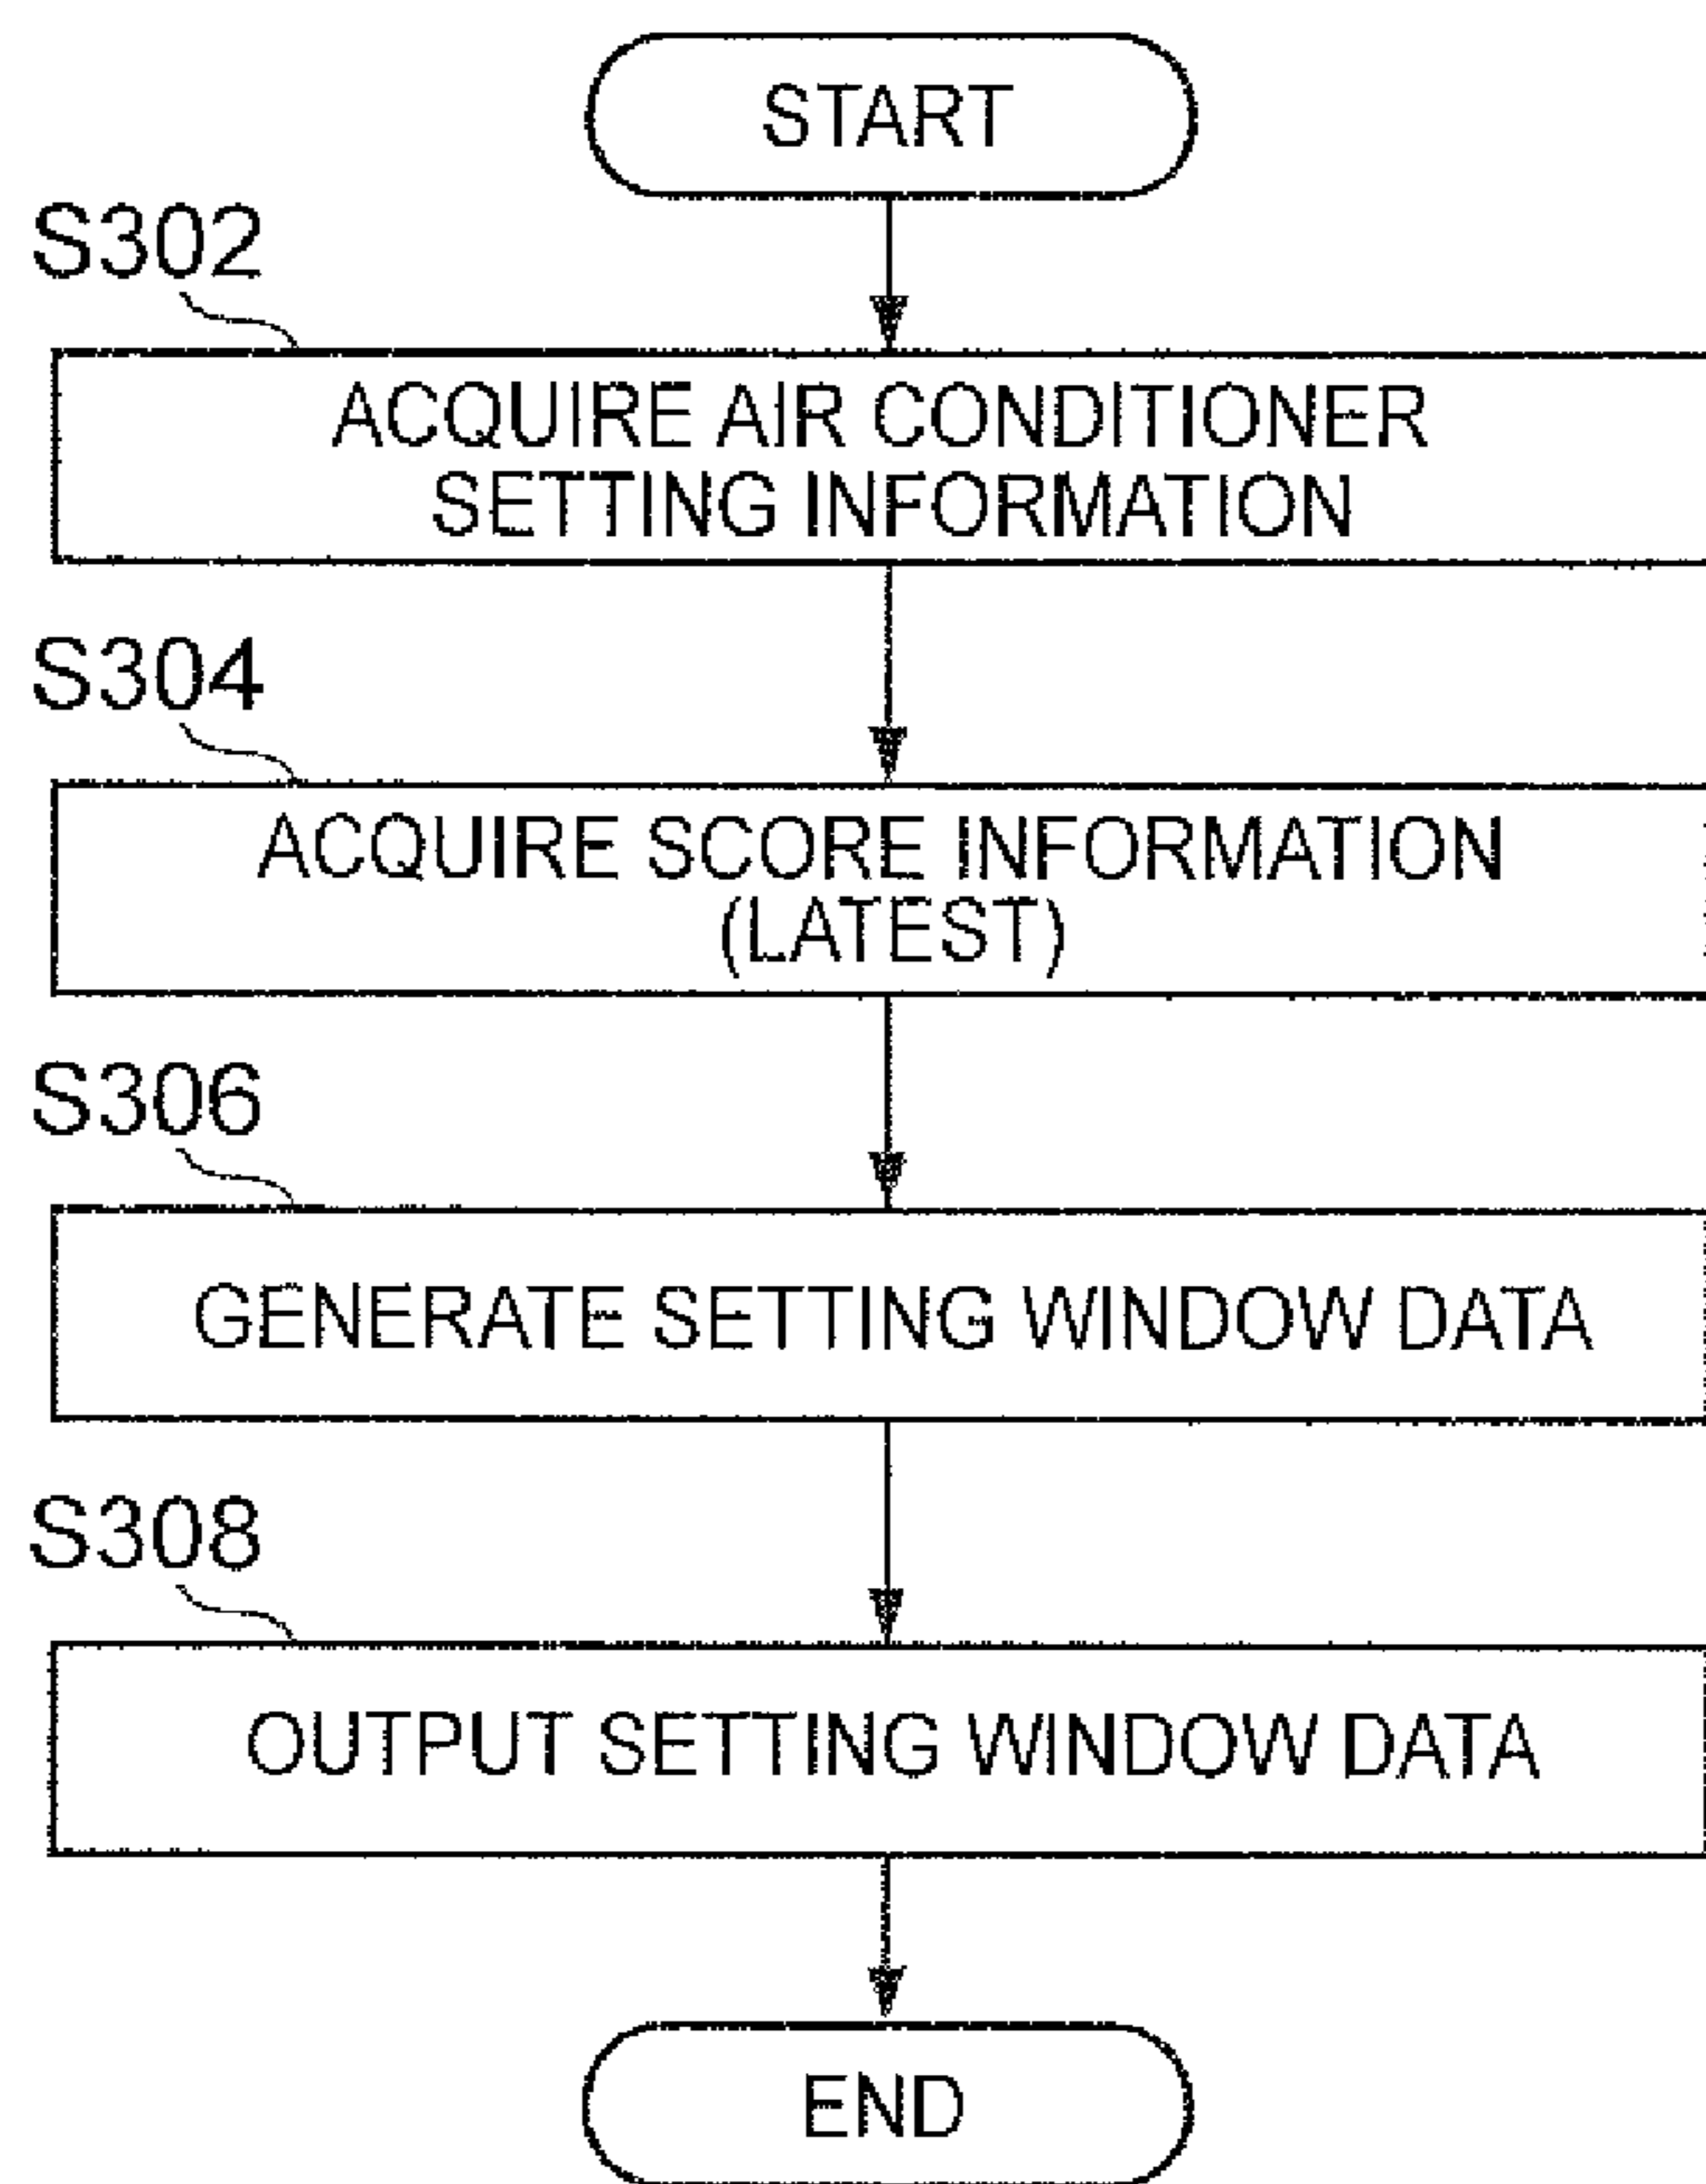 START
S302
ACQUIRE AIR CONDITIONER
SETTING INFORMATION
S304
ACQUIRE SCORE INFORMATION
(LATEST)
S306
GENERATE SETTING WINDOW DATA
S308
OUTPUT SETTING WINDOW DATA
END